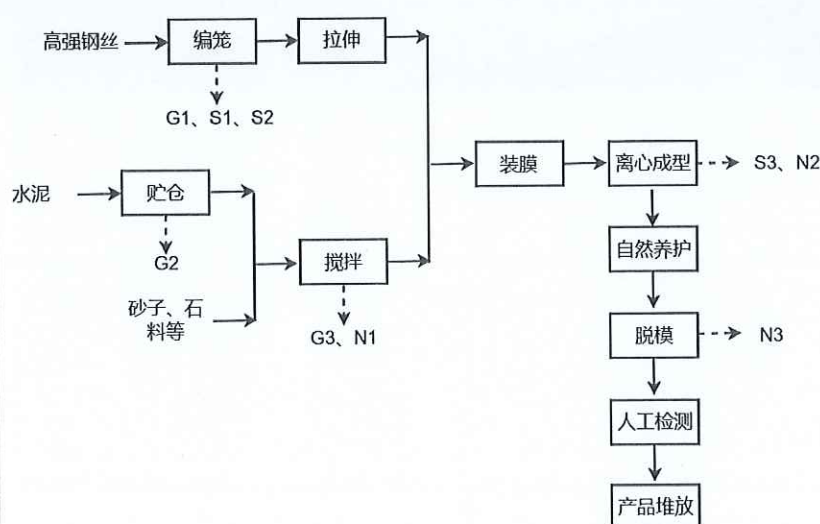 高强钢丝
编笼
拉伸
G1、S1、S2
装膜
离心成型
S3、N2
水泥
贮仓
G2
自然养护
搅拌
砂子、石
料等
G3、N1
脱模
N3
人工检测
产品堆放